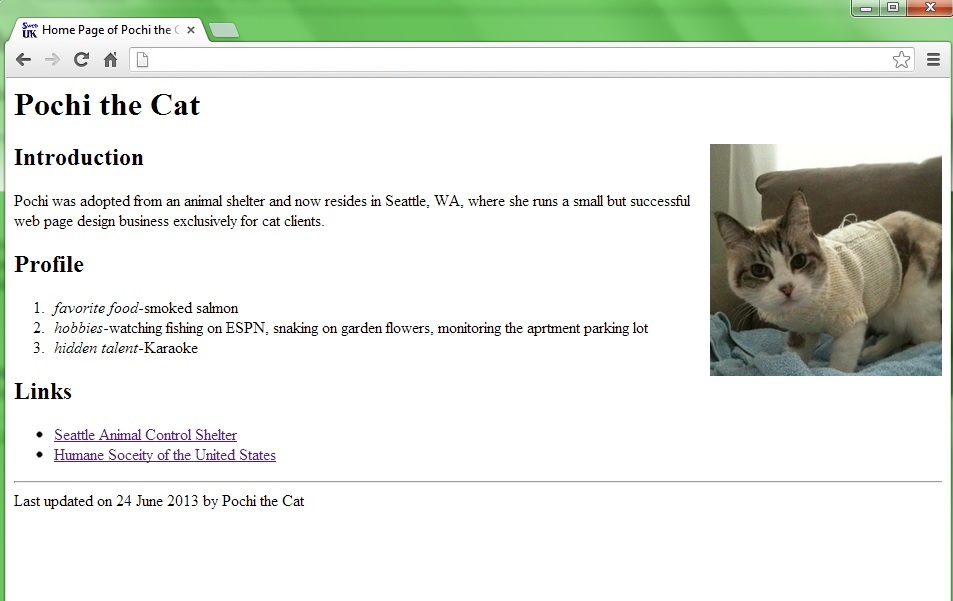 Sweb
UK
Home Page of Pochi the C
Pochi the Cat
Introduction
Pochi was adopted from an animal shelter and now resides in Seattle, WA, where she runs a small but successful
web page design business exclusively for cat clients.
Profile
1. favorite food-smoked salmon
2. hobbies-watching fishing on ESPN, snaking on garden flowers, monitoring the aprtment parking lot
3. hidden talent-Karaoke
Links
• Seattle Animal Control Shelter
• Humane Soceity of the United States
Last updated on 24 June 2013 by Pochi the Cat